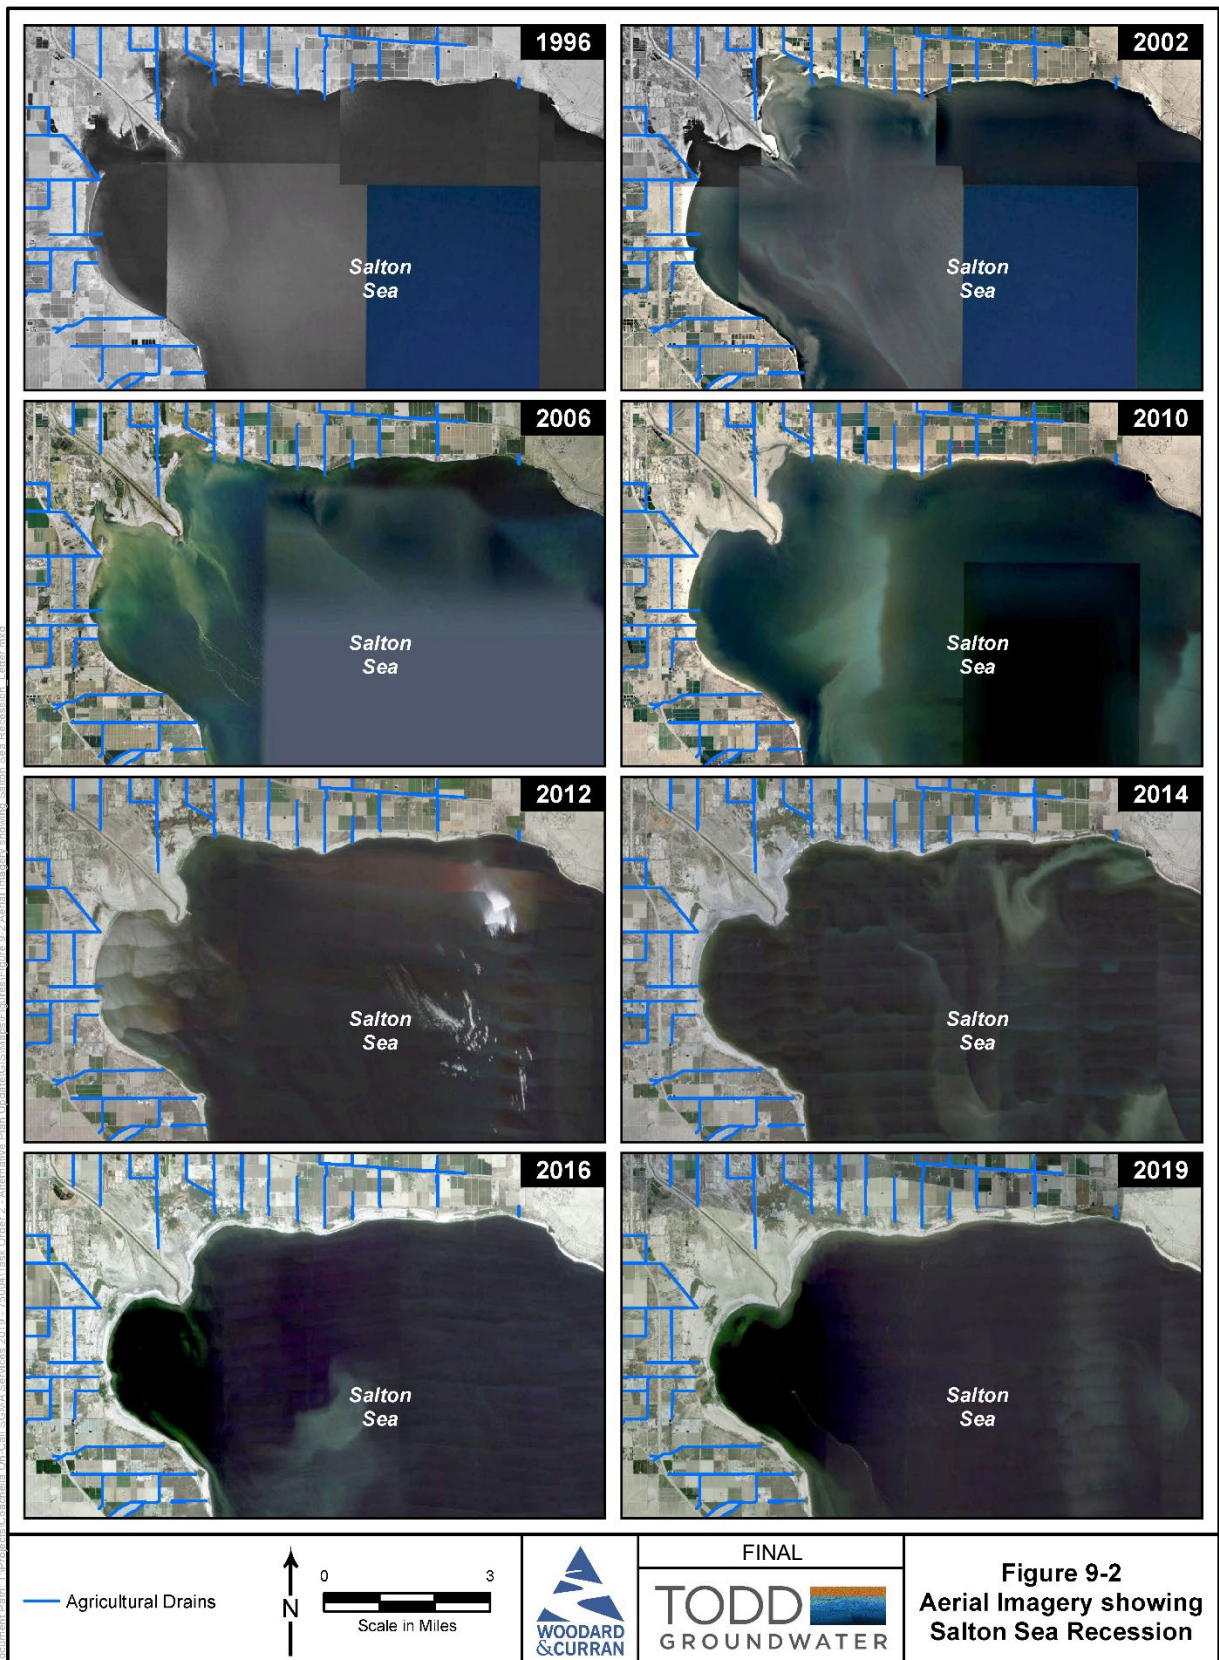 1996
2002
Salton
Sea
Salton
Sea
2006
2010
Salton
Sea
Salton
Sea
2012
2014
Salton
Sea
Salton
Sea
2016
2019
Salton
Sea
Salton
Sea
Agricultural Drains
N
0 3
Scale in Miles
WOODARD
&CURRAN
FINAL
TODD
GROUNDWATER
Figure 9-2
Aerial Imagery showing
Salton Sea Recession